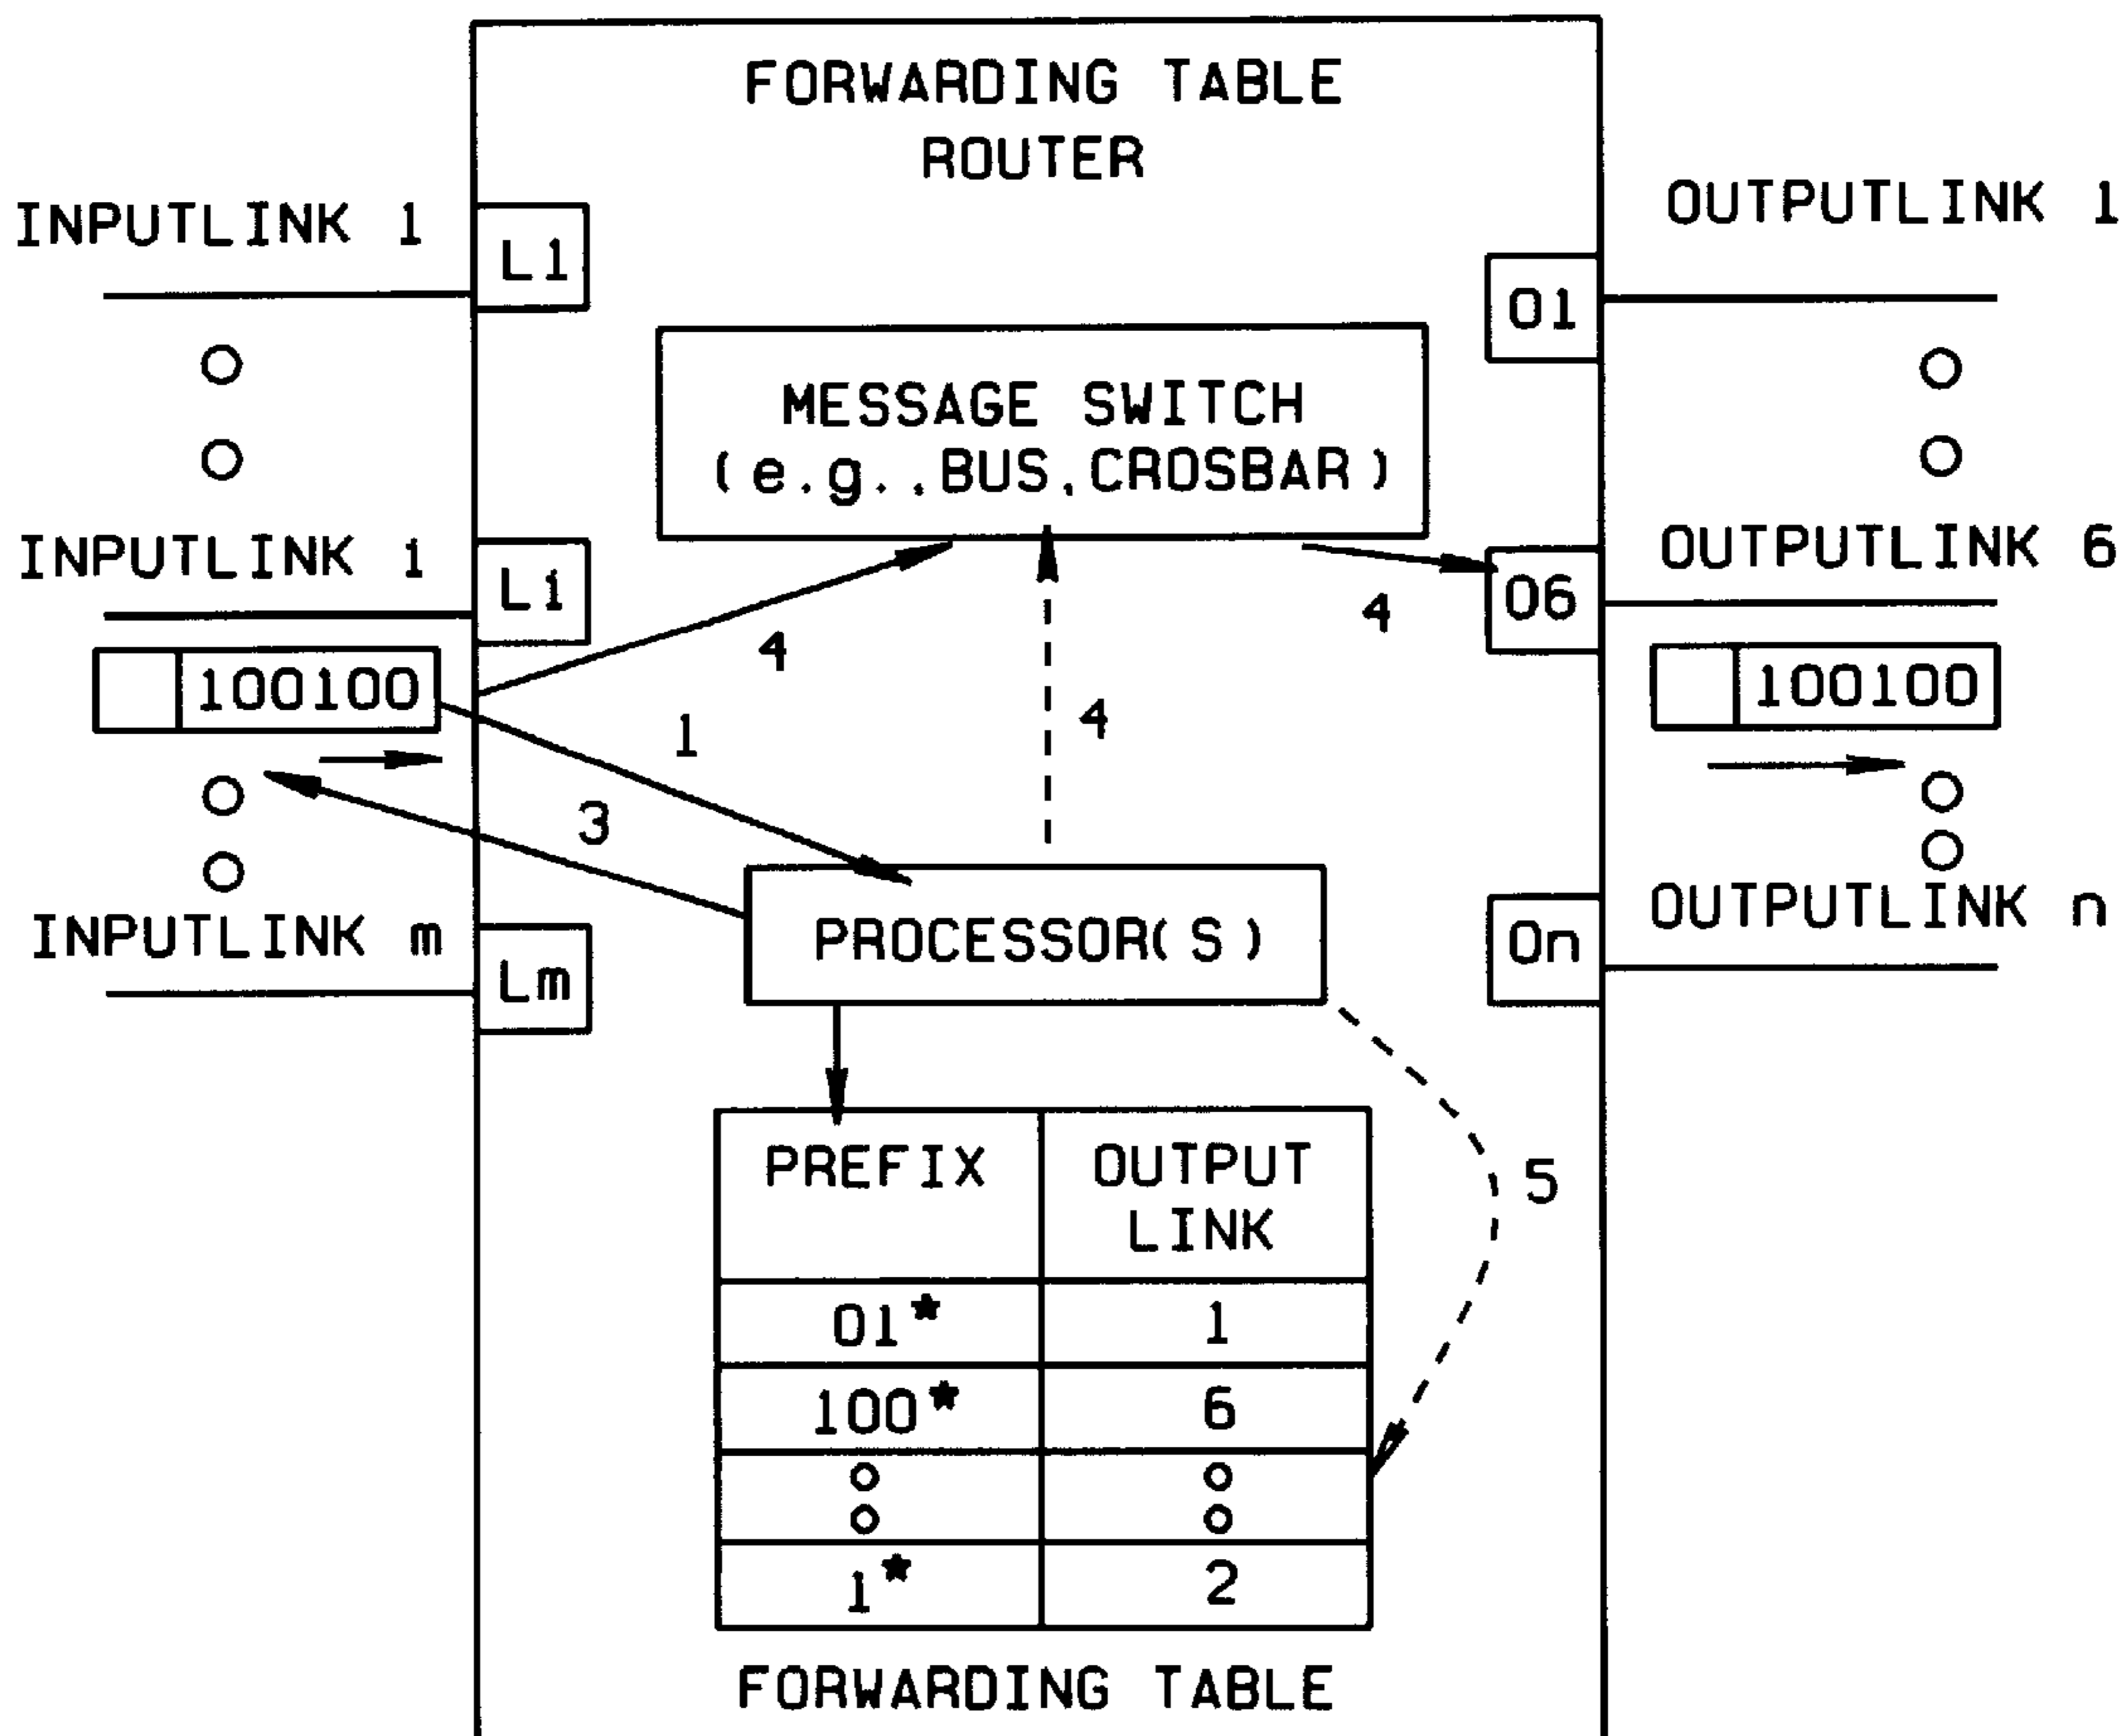 FORWARDING TABLE
ROUTER
INPUTLINK 1
L1
OUTPUTLINK 1
O1
MESSAGE SWITCH
(e.g.,BUS,CROSBAR)
INPUTLINK i
Li
OUTPUTLINK 6
O6
4
4
100100
100100
1
4
3
INPUTLINK m
Lm
PROCESSOR(S)
OUTPUTLINK n
On
PREFIX
OUTPUT
LINK
5
01* 1
100* 6
1* 2
FORWARDING TABLE